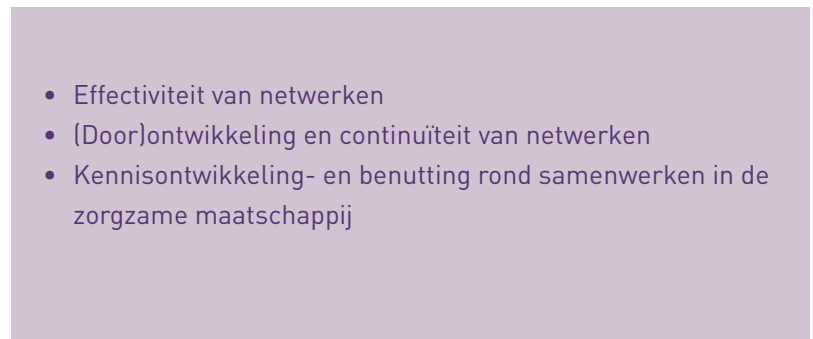 • Effectiviteit van netwerken
• (Door)ontwikkeling en continuïteit van netwerken
• Kennisontwikkeling- en benutting rond samenwerken in de
zorgzame maatschappij